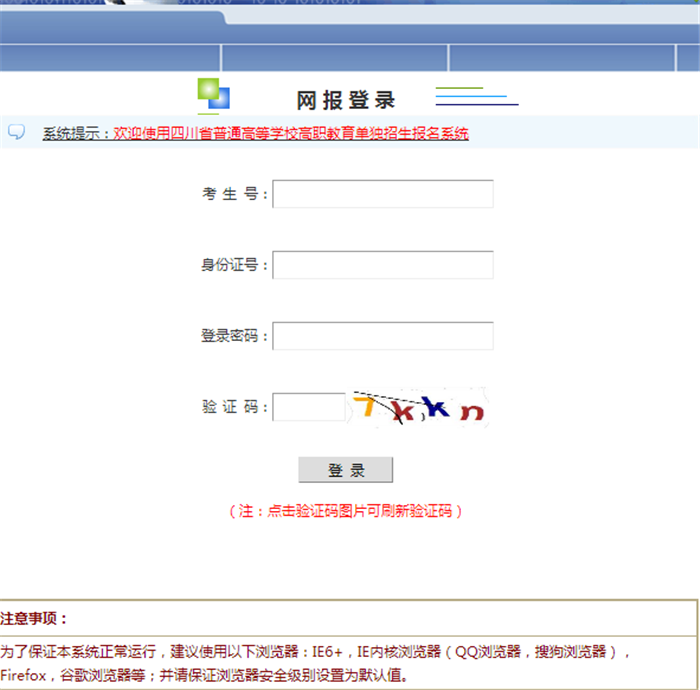 网报登录
系统提示：欢迎使用四川省普通高等学校高职教育单独招生报名系统
考 生 号：
身份证号：
登录密码：
验 证 码：7kkn
登 录
（注：点击验证码图片可刷新验证码）
注意事项：
为了保证本系统正常运行，建议使用以下浏览器：IE6+，IE内核浏览器（QQ浏览器，搜狗浏览器），
Firefox，谷歌浏览器等；并请保证浏览器安全级别设置为默认值。